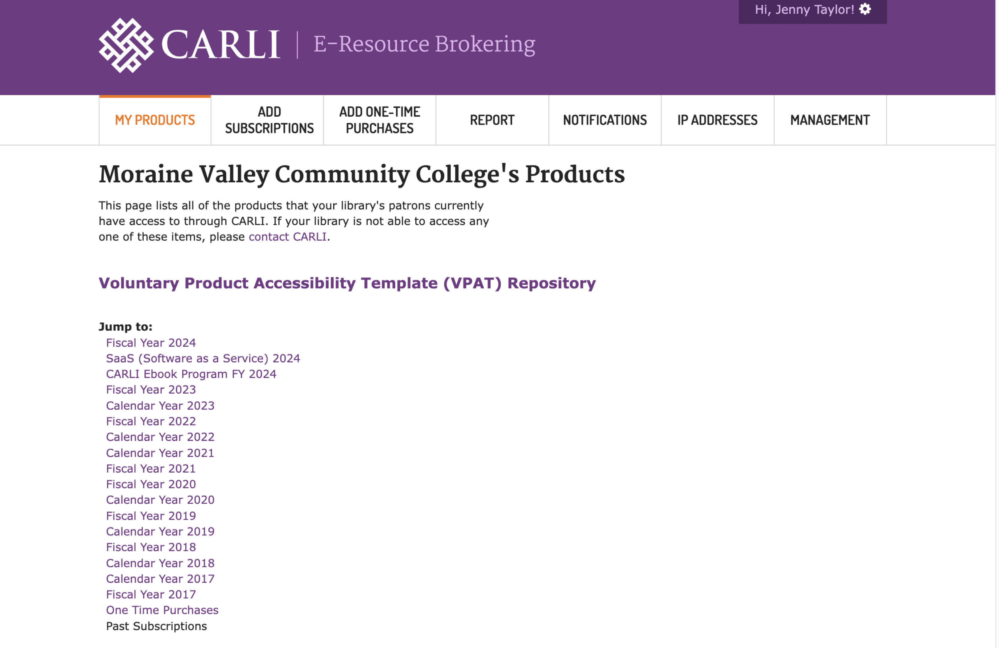 Hi, Jenny Taylor!
CARLI | E-Resource Brokering
MY PRODUCTS
ADD
SUBSCRIPTIONS
ADD ONE-TIME
PURCHASES
REPORT
NOTIFICATIONS
IP ADDRESSES
MANAGEMENT
Moraine Valley Community College's Products
This page lists all of the products that your library's patrons currently
have access to through CARLI. If your library is not able to access any
one of these items, please contact CARLI.
Voluntary Product Accessibility Template (VPAT) Repository
Jump to:
Fiscal Year 2024
SaaS (Software as a Service) 2024
CARLI Ebook Program FY 2024
Fiscal Year 2023
Calendar Year 2023
Fiscal Year 2022
Calendar Year 2022
Calendar Year 2021
Fiscal Year 2021
Fiscal Year 2020
Calendar Year 2020
Fiscal Year 2019
Calendar Year 2019
Fiscal Year 2018
Calendar Year 2018
Calendar Year 2017
Fiscal Year 2017
One Time Purchases
Past Subscriptions